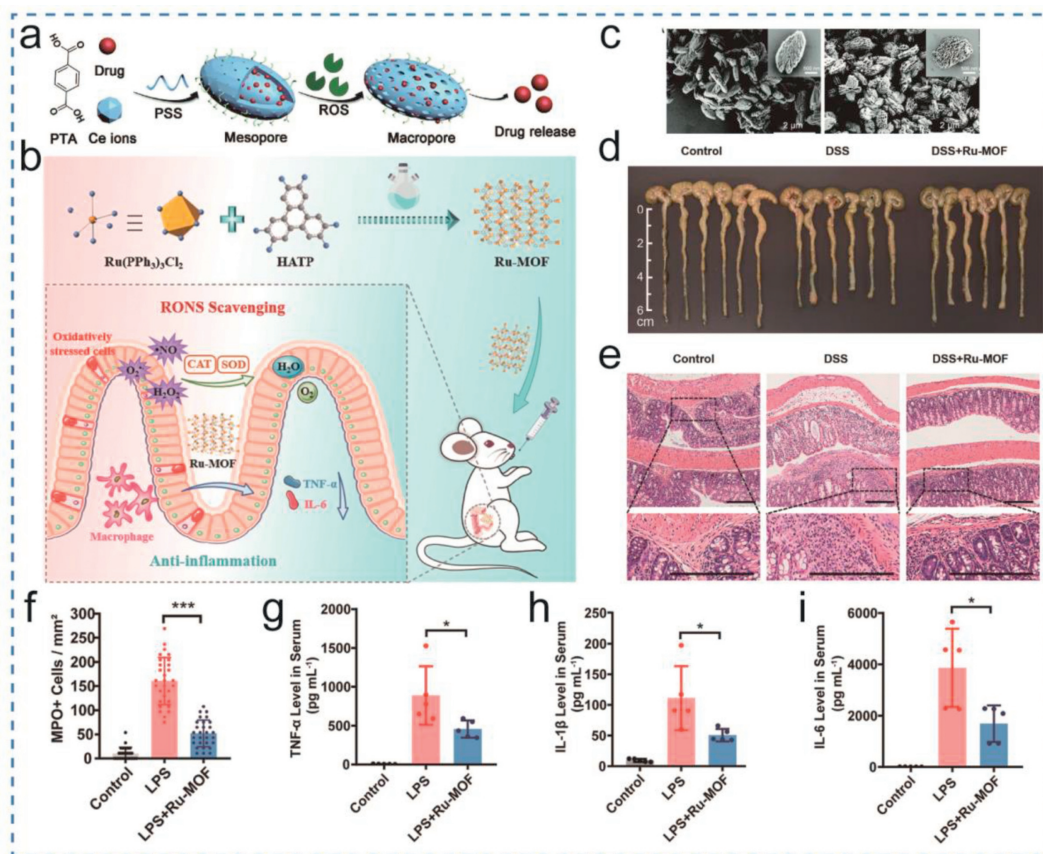 a
HO
O
O
OH
PTA
Drug
Ce ions
PSS
Mesopore
ROS
Macropore
Drug release
b
Ru(PPh₃)₃Cl₂
HATP
Ru-MOF
RONS Scavenging
Oxidatively
stressed cells
•NO
O₂⁻
H₂O₂
CAT
SOD
H₂O
O₂
Ru-MOF
TNF-α
IL-6
Macrophage
Anti-inflammation
c
2 μm
2 μm
d
Control
DSS
DSS+Ru-MOF
0
2
4
6
cm
e
Control
DSS
DSS+Ru-MOF
f
MPO+ Cells / mm²
300
250
200
150
100
50
0
***
Control
LPS
LPS+Ru-MOF
g
TNF-α Level in Serum
(pg mL⁻¹)
2000
1500
1000
500
0
*
Control
LPS
LPS+Ru-MOF
h
IL-1β Level in Serum
(pg mL⁻¹)
250
200
150
100
50
0
*
Control
LPS
LPS+Ru-MOF
i
IL-6 Level in Serum
(pg mL⁻¹)
6000
4000
2000
0
*
Control
LPS
LPS+Ru-MOF